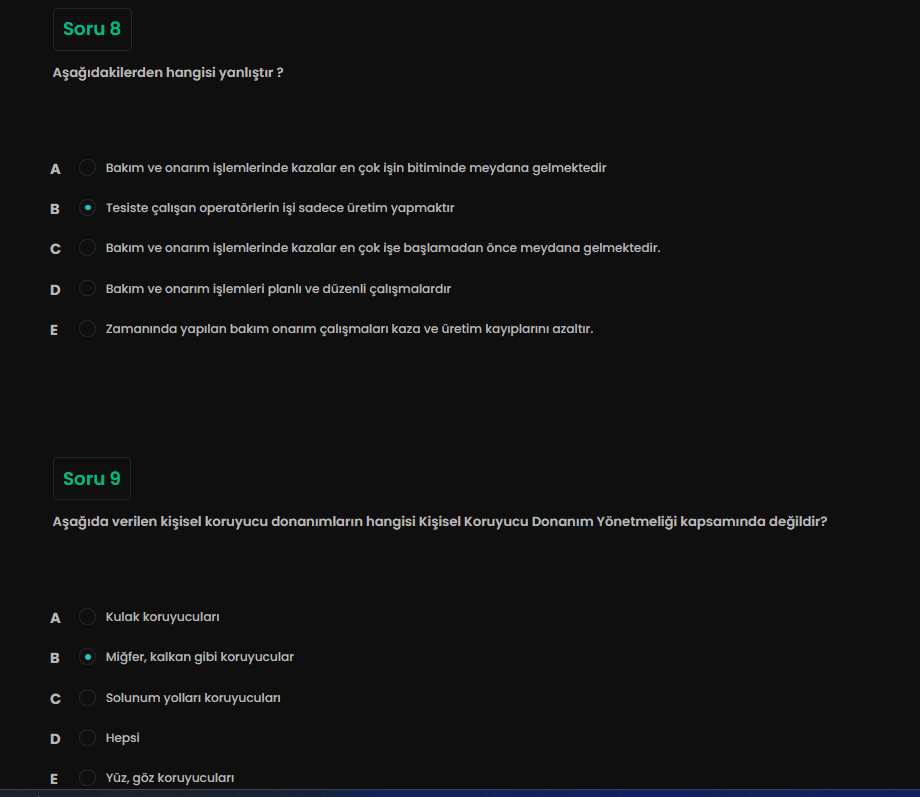 Soru 8
Aşağıdakilerden hangisi yanlıştır ?
A Bakım ve onarım işlemlerinde kazalar en çok işin bitiminde meydana gelmektedir
B Tesiste çalışan operatörlerin işi sadece üretim yapmaktır
C Bakım ve onarım işlemlerinde kazalar en çok işe başlamadan önce meydana gelmektedir.
D Bakım ve onarım işlemleri planlı ve düzenli çalışmalardır
E Zamanında yapılan bakım onarım çalışmaları kaza ve üretim kayıplarını azaltır.
Soru 9
Aşağıda verilen kişisel koruyucu donanımların hangisi Kişisel Koruyucu Donanım Yönetmeliği kapsamında değildir?
A Kulak koruyucuları
B Miğfer, kalkan gibi koruyucular
C Solunum yolları koruyucuları
D Hepsi
E Yüz, göz koruyucuları